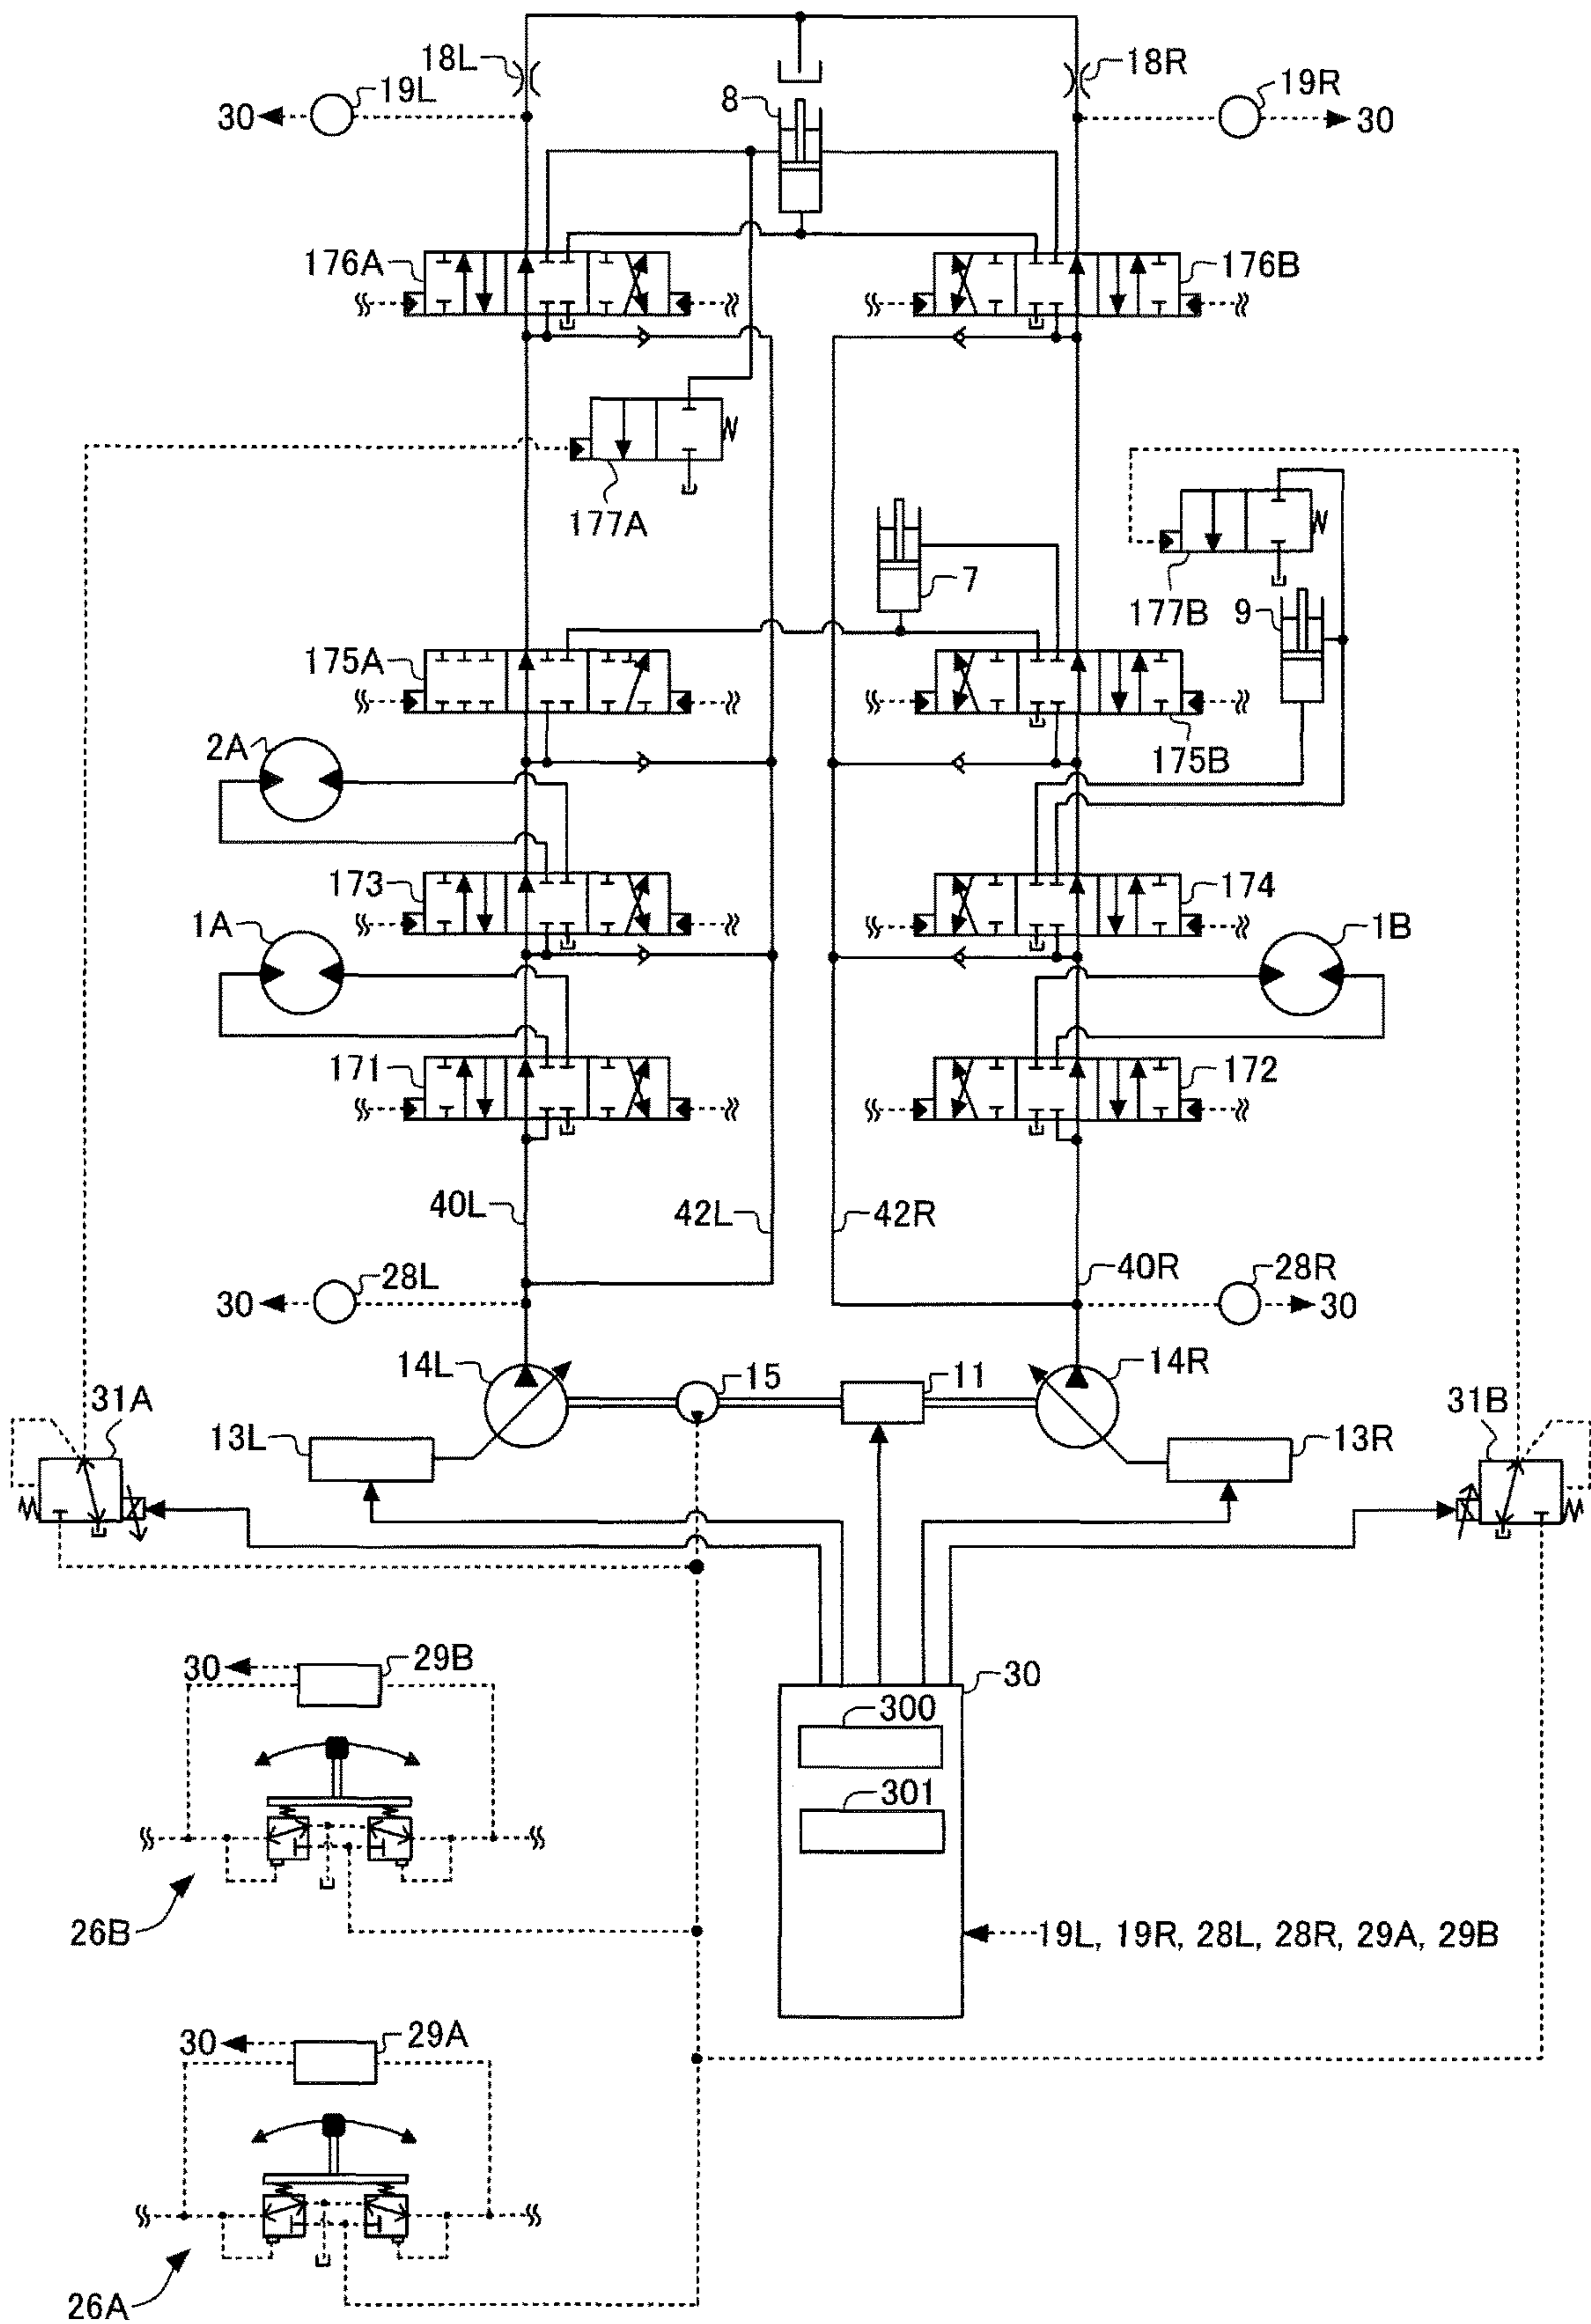 18L
18R
19L
8
19R
30
30
176A
176B
177A
7
177B
9
175A
175B
2A
173
174
1A
1B
171
172
40L
42L
42R
40R
28L
28R
30
30
14L
15
11
14R
31A
31B
13L
13R
30
29B
30
300
301
26B
19L, 19R, 28L, 28R, 29A, 29B
30
29A
26A